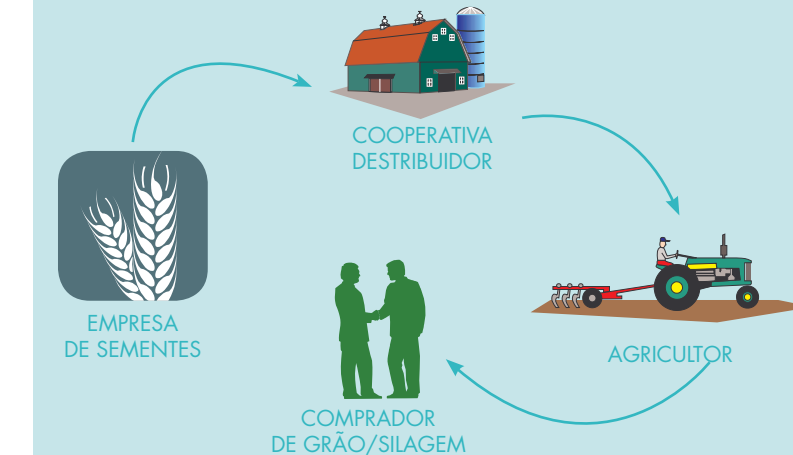 COOPERATIVA
DESTRIBUIDOR
EMPRESA
DE SEMENTES
AGRICULTOR
COMPRADOR
DE GRÃO/SILAGEM